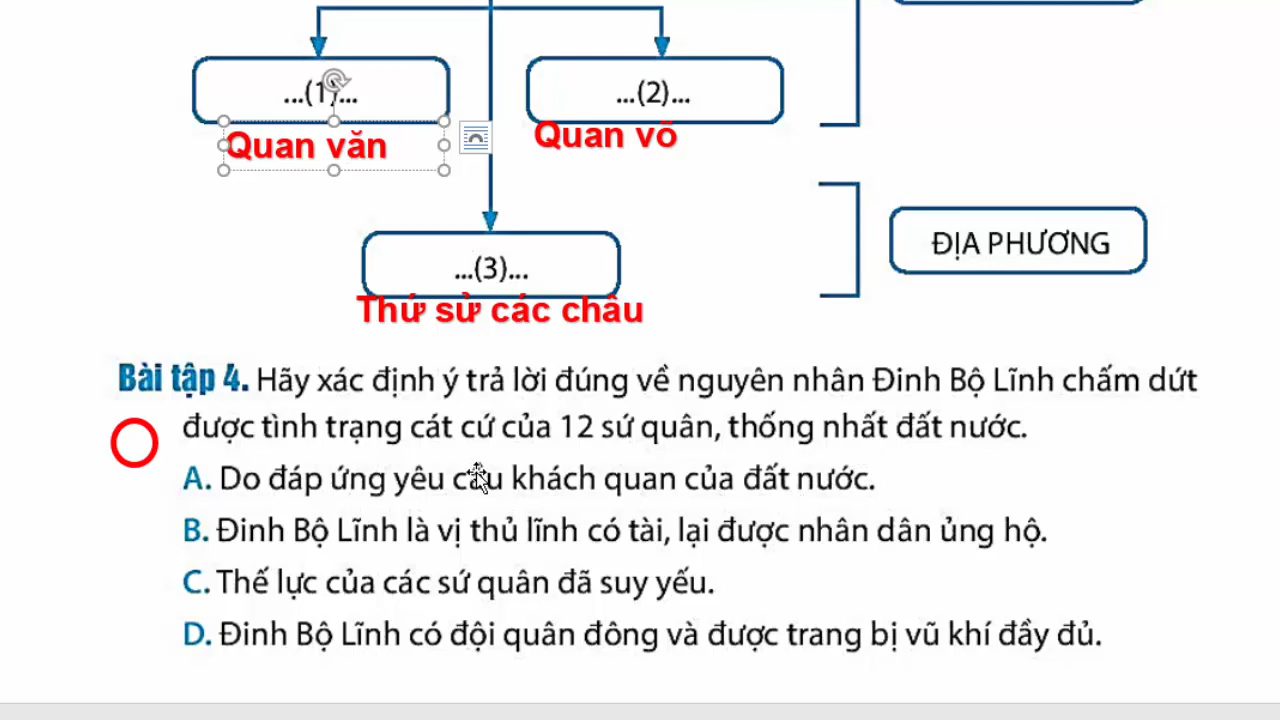 ...(1)...
...(2)...
Quan văn
Quan võ
ĐỊA PHƯƠNG
...(3)...
Thứ sử các châu
Bài tập 4. Hãy xác định ý trả lời đúng về nguyên nhân Đinh Bộ Lĩnh chấm dứt
được tình trạng cát cứ của 12 sứ quân, thống nhất đất nước.
A. Do đáp ứng yêu cầu khách quan của đất nước.
B. Đinh Bộ Lĩnh là vị thủ lĩnh có tài, lại được nhân dân ủng hộ.
C. Thế lực của các sứ quân đã suy yếu.
D. Đinh Bộ Lĩnh có đội quân đông và được trang bị vũ khí đầy đủ.